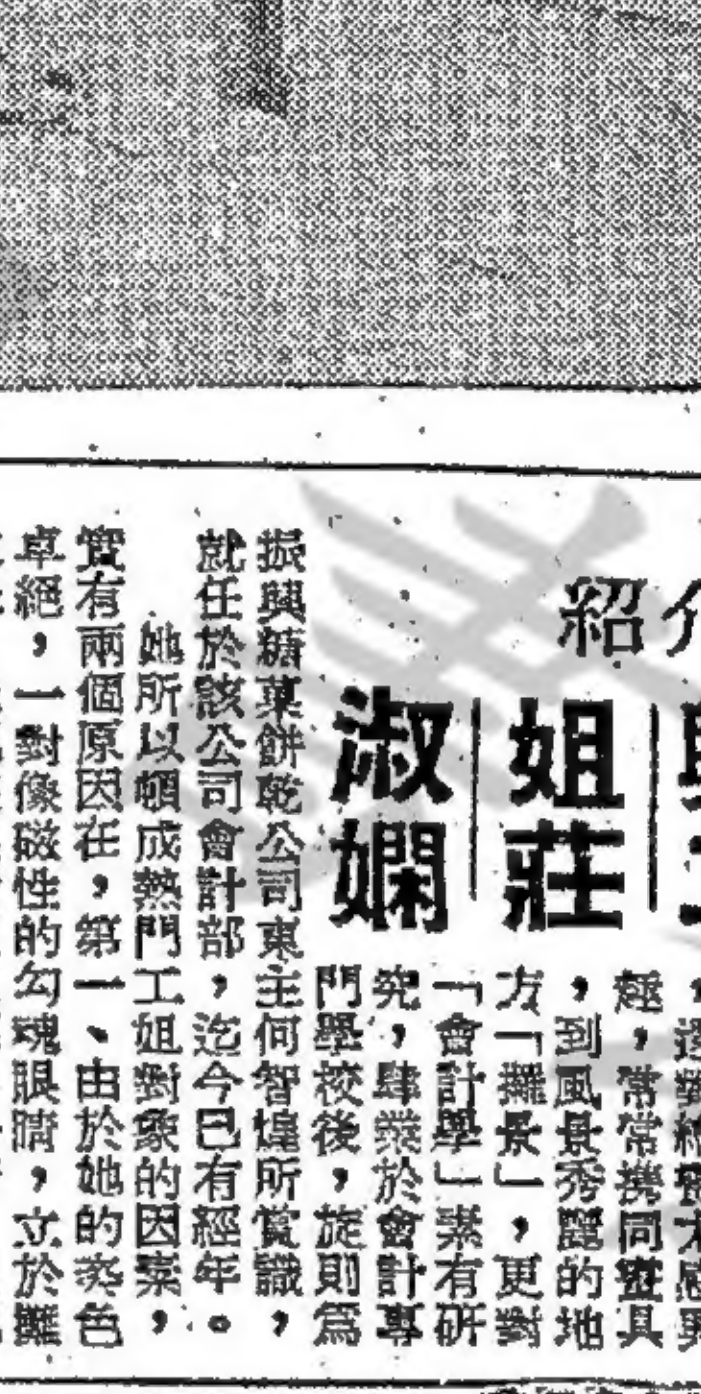 紹介
姐莊
淑嫻
趣，常常携同畫具
，到風景秀麗的地
方「攤景」，更對
「會計學」素有研
究，肄業於會計專
門學校後，旋則爲
振興糖菓餅乾公司東主何智煌所賞識，
就任於該公司會計部，迄今已有經年。
她所以頓成熱門工姐對象的因素，
實有兩個原因在，第一、由於她的姿色
卓絕，一對像磁性的勾魂眼睛，立於